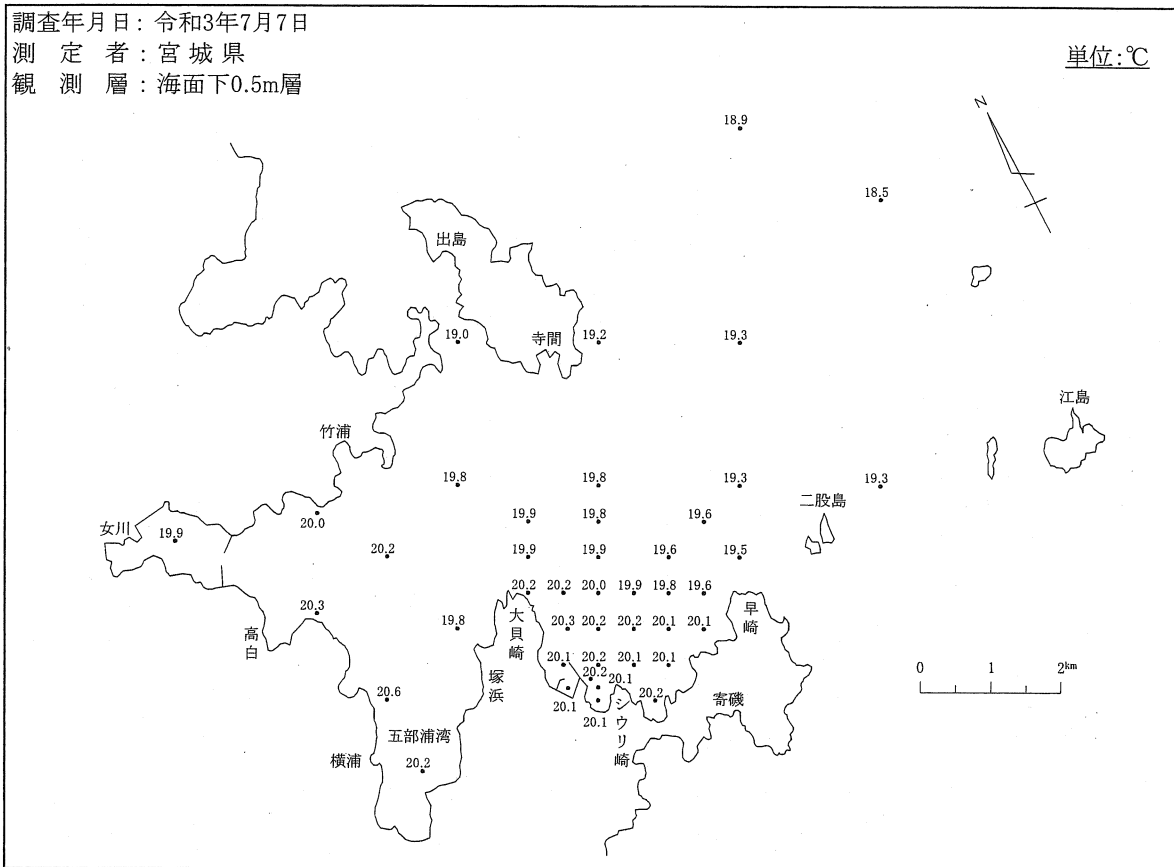 調査年月日：令和3年7月7日
測定者：宮城県
観測層：海面下0.5m層
単位：℃
N
18.9
18.5
出島
寺間
19.0
19.2
19.3
江島
竹浦
19.8
19.8
19.3
19.3
二股島
女川
19.9
20.0
19.9
19.8
19.6
20.2
19.9
19.9
19.6
19.5
20.2
20.2
20.0
19.9
19.8
19.6
20.3
高白
19.8
大貝崎
20.3
20.2
20.2
20.1
20.1
早崎
塚浜
20.1
20.2
20.1
20.1
20.2
20.1
20.1
20.1
20.2
シウリ崎
寄磯
0 1 2km
20.6
五部浦湾
横浦
20.2